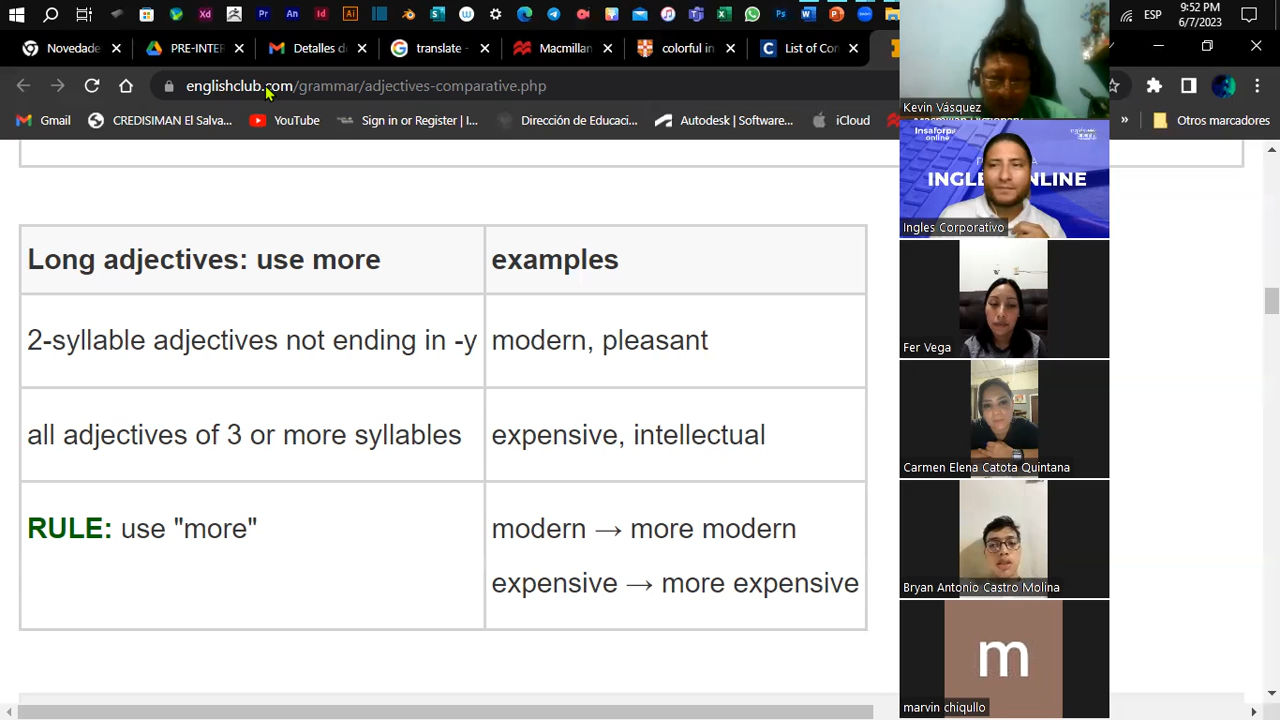 ESP
9:52 PM
6/7/2023
Novedade
PRE-INTER
Detalles d
translate -
Macmillan
colorful in
List of Con
englishclub.com/grammar/adjectives-comparative.php
Gmail
CREDISIMAN El Salva...
YouTube
Sign in or Register | I...
Dirección de Educaci...
Autodesk | Software...
iCloud
»
Otros marcadores
Long adjectives: use more
examples
2-syllable adjectives not ending in -y
modern, pleasant
all adjectives of 3 or more syllables
expensive, intellectual
RULE: use "more"
modern → more modern
expensive → more expensive
Kevin Vásquez
Insaforp
online
Ingles Corporativo
Fer Vega
Carmen Elena Catota Quintana
Bryan Antonio Castro Molina
m
marvin chiqullo